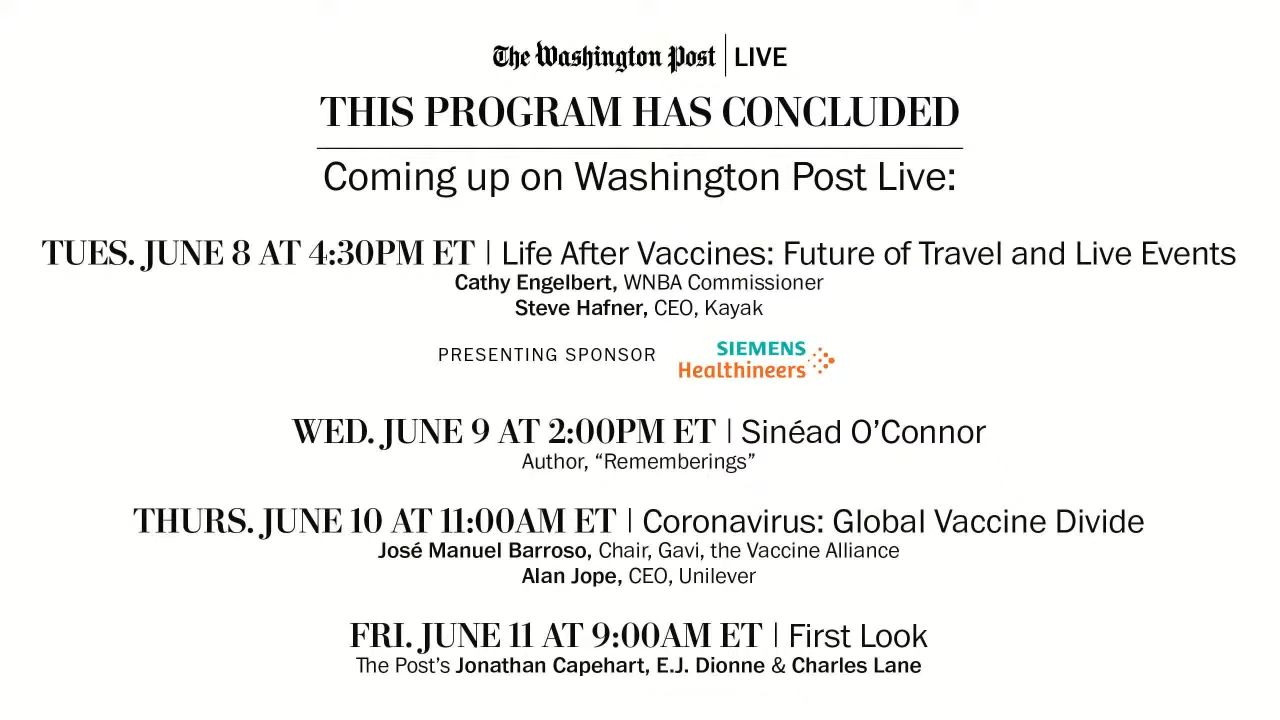 The Washington Post | LIVE
THIS PROGRAM HAS CONCLUDED
Coming up on Washington Post Live:
TUES. JUNE 8 AT 4:30PM ET | Life After Vaccines: Future of Travel and Live Events
Cathy Engelbert, WNBA Commissioner
Steve Hafner, CEO, Kayak
PRESENTING SPONSOR SIEMENS
Healthineers
WED. JUNE 9 AT 2:00PM ET | Sinéad O’Connor
Author, “Rememberings”
THURS. JUNE 10 AT 11:00AM ET | Coronavirus: Global Vaccine Divide
José Manuel Barroso, Chair, Gavi, the Vaccine Alliance
Alan Jope, CEO, Unilever
FRI. JUNE 11 AT 9:00AM ET | First Look
The Post’s Jonathan Capehart, E.J. Dionne & Charles Lane